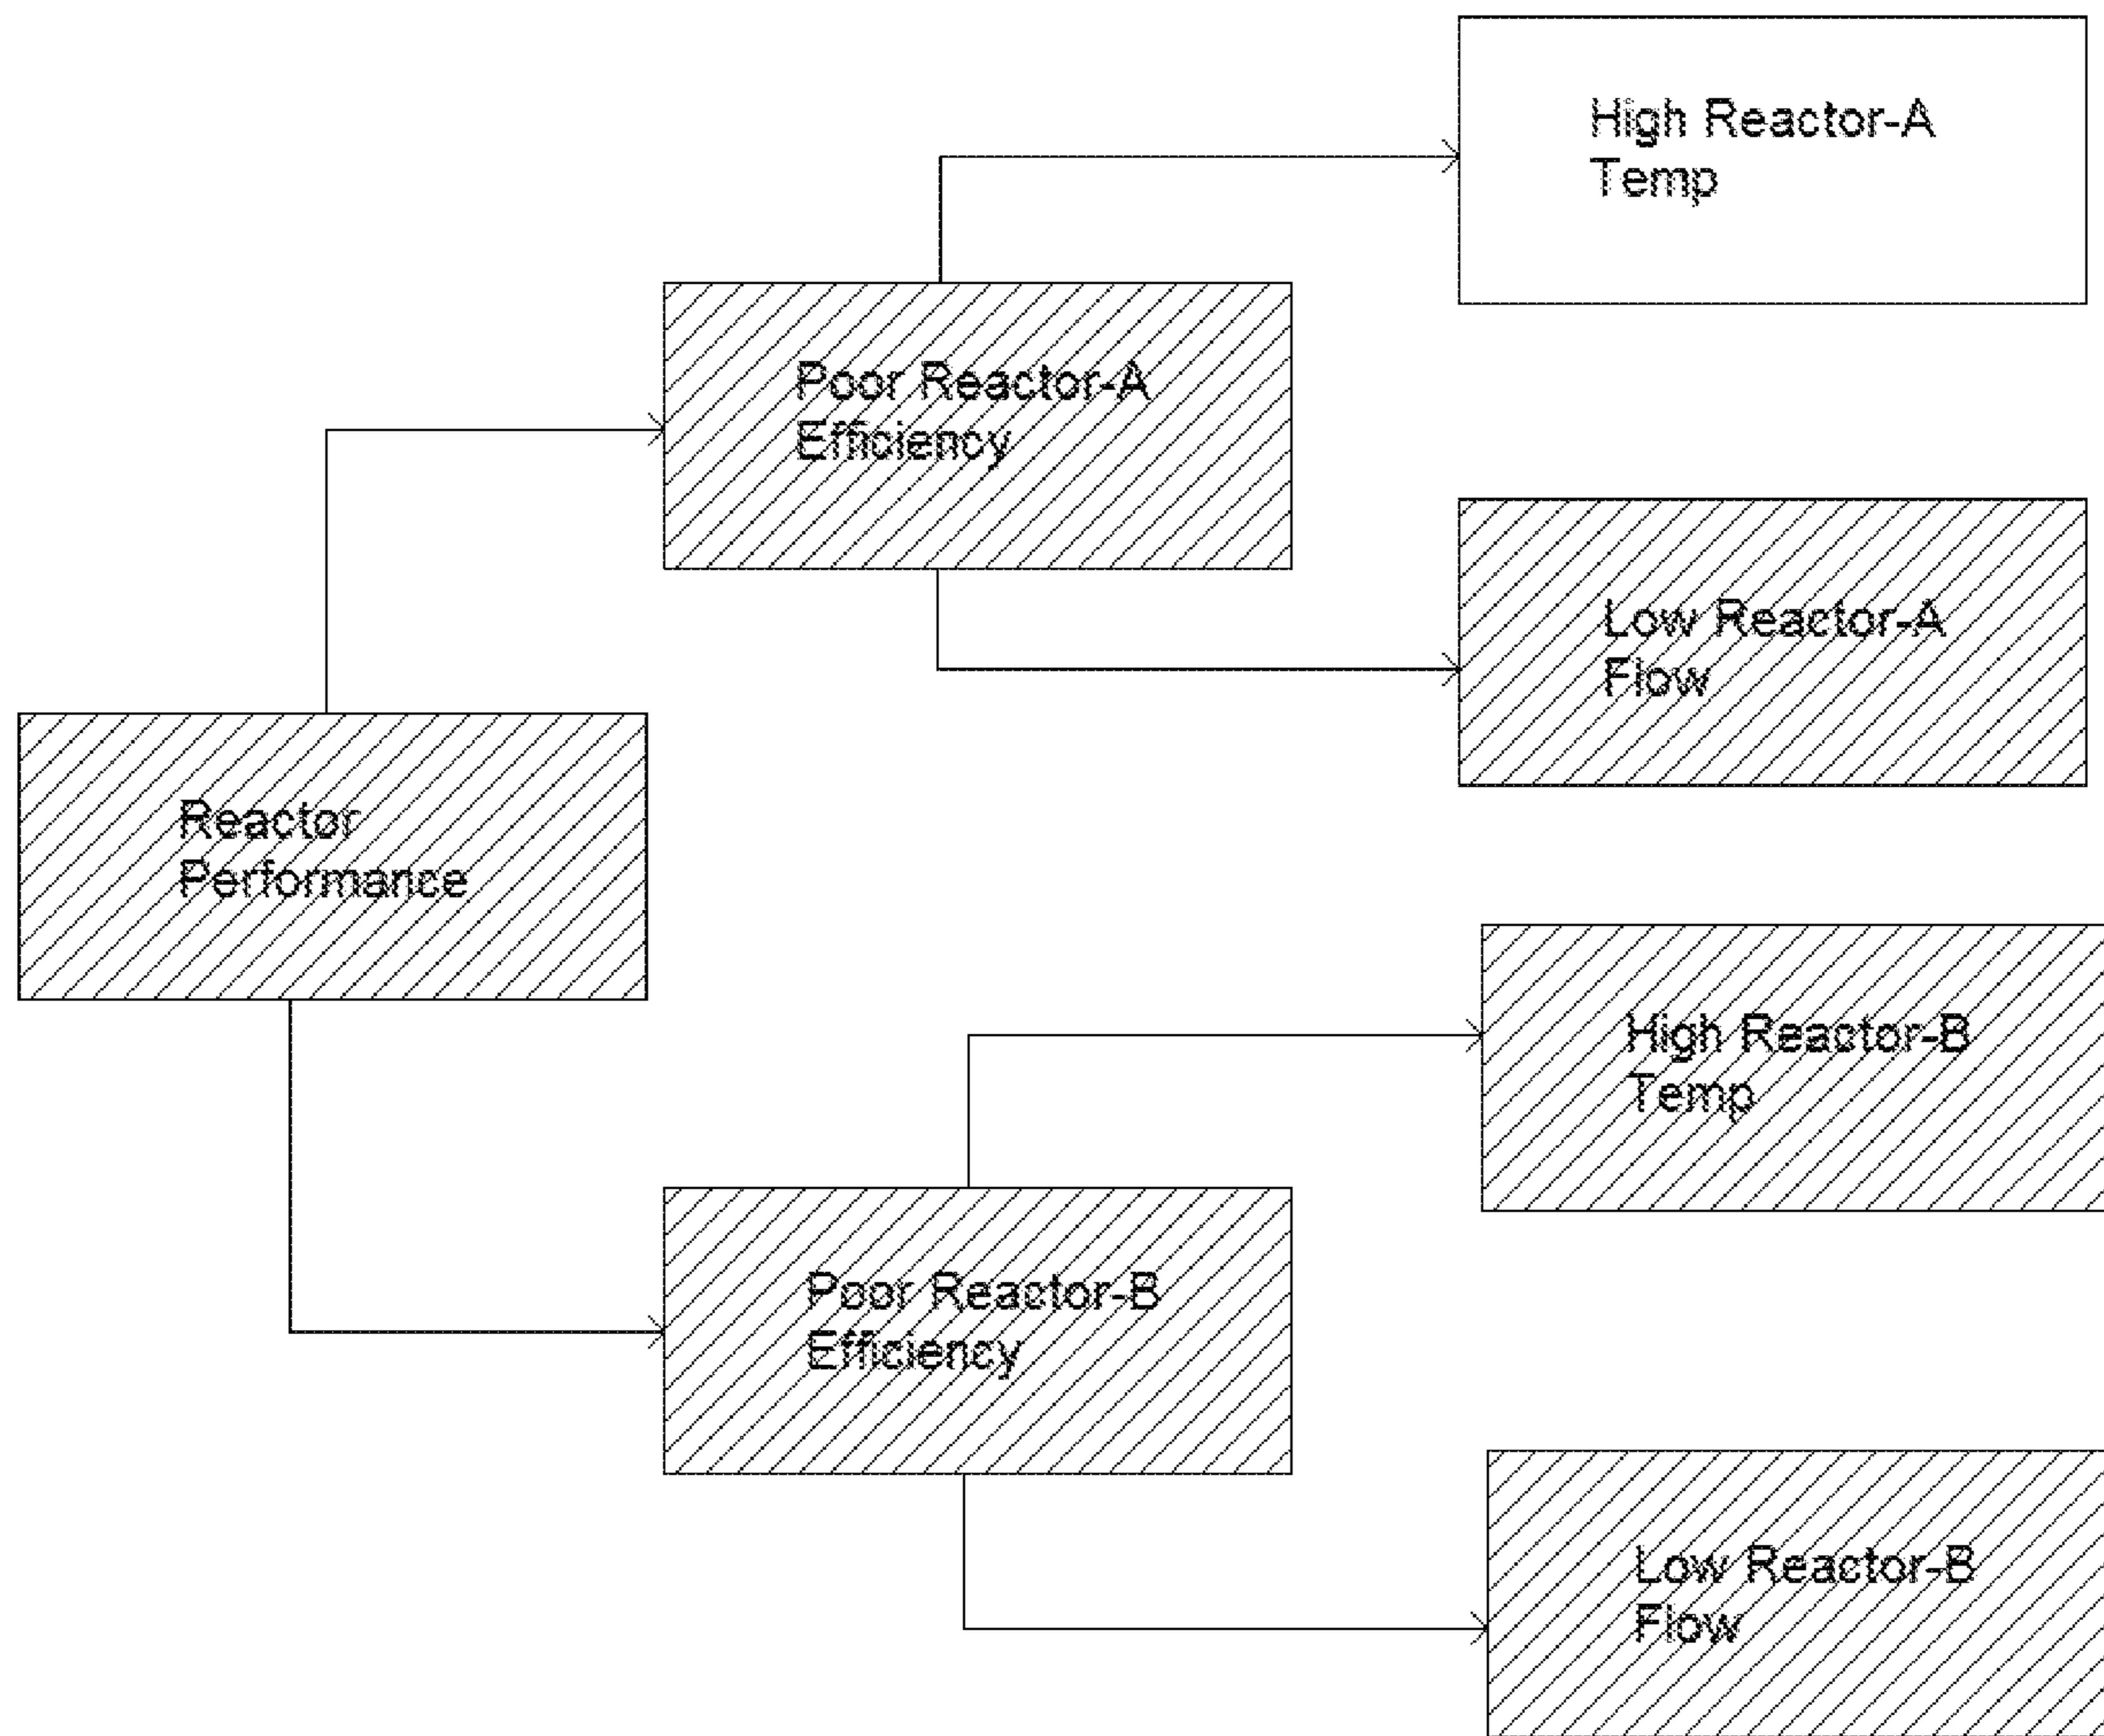 High Reactor-A
Temp
Poor Reactor-A
Efficiency
Low Reactor-A
Flow
Reactor
Performance
High Reactor-B
Temp
Poor Reactor-B
Efficiency
Low Reactor-B
Flow